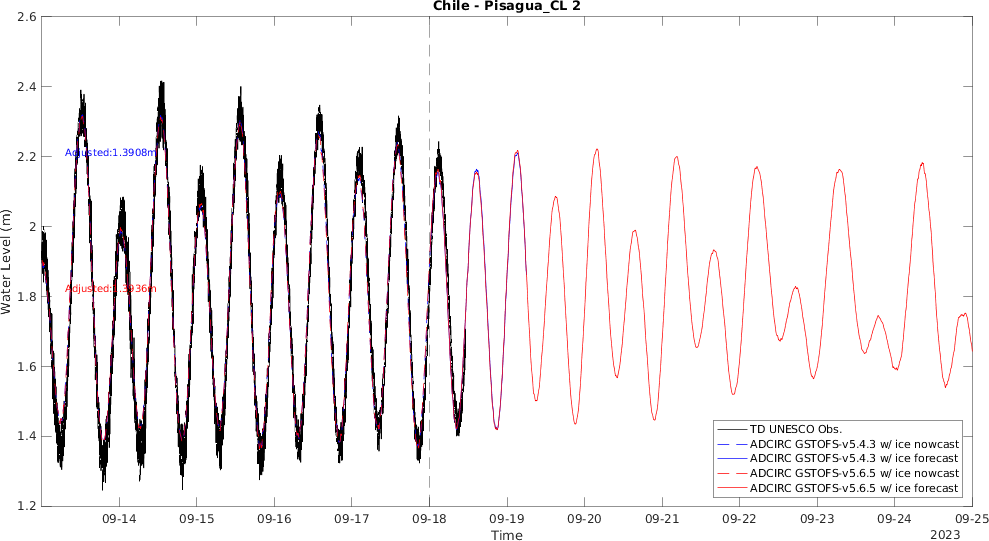 Chile - Pisagua_CL 2
2.6
2.4
2.2
2
1.8
1.6
1.4
1.2
Water Level (m)
Adjusted:1.3908m
Adjusted:1.3936m
TD UNESCO Obs.
ADCIRC GSTOFS-v5.4.3 w/ ice nowcast
ADCIRC GSTOFS-v5.4.3 w/ ice forecast
ADCIRC GSTOFS-v5.6.5 w/ ice nowcast
ADCIRC GSTOFS-v5.6.5 w/ ice forecast
09-14 09-15 09-16 09-17 09-18 09-19 09-20 09-21 09-22 09-23 09-24 09-25
Time
2023